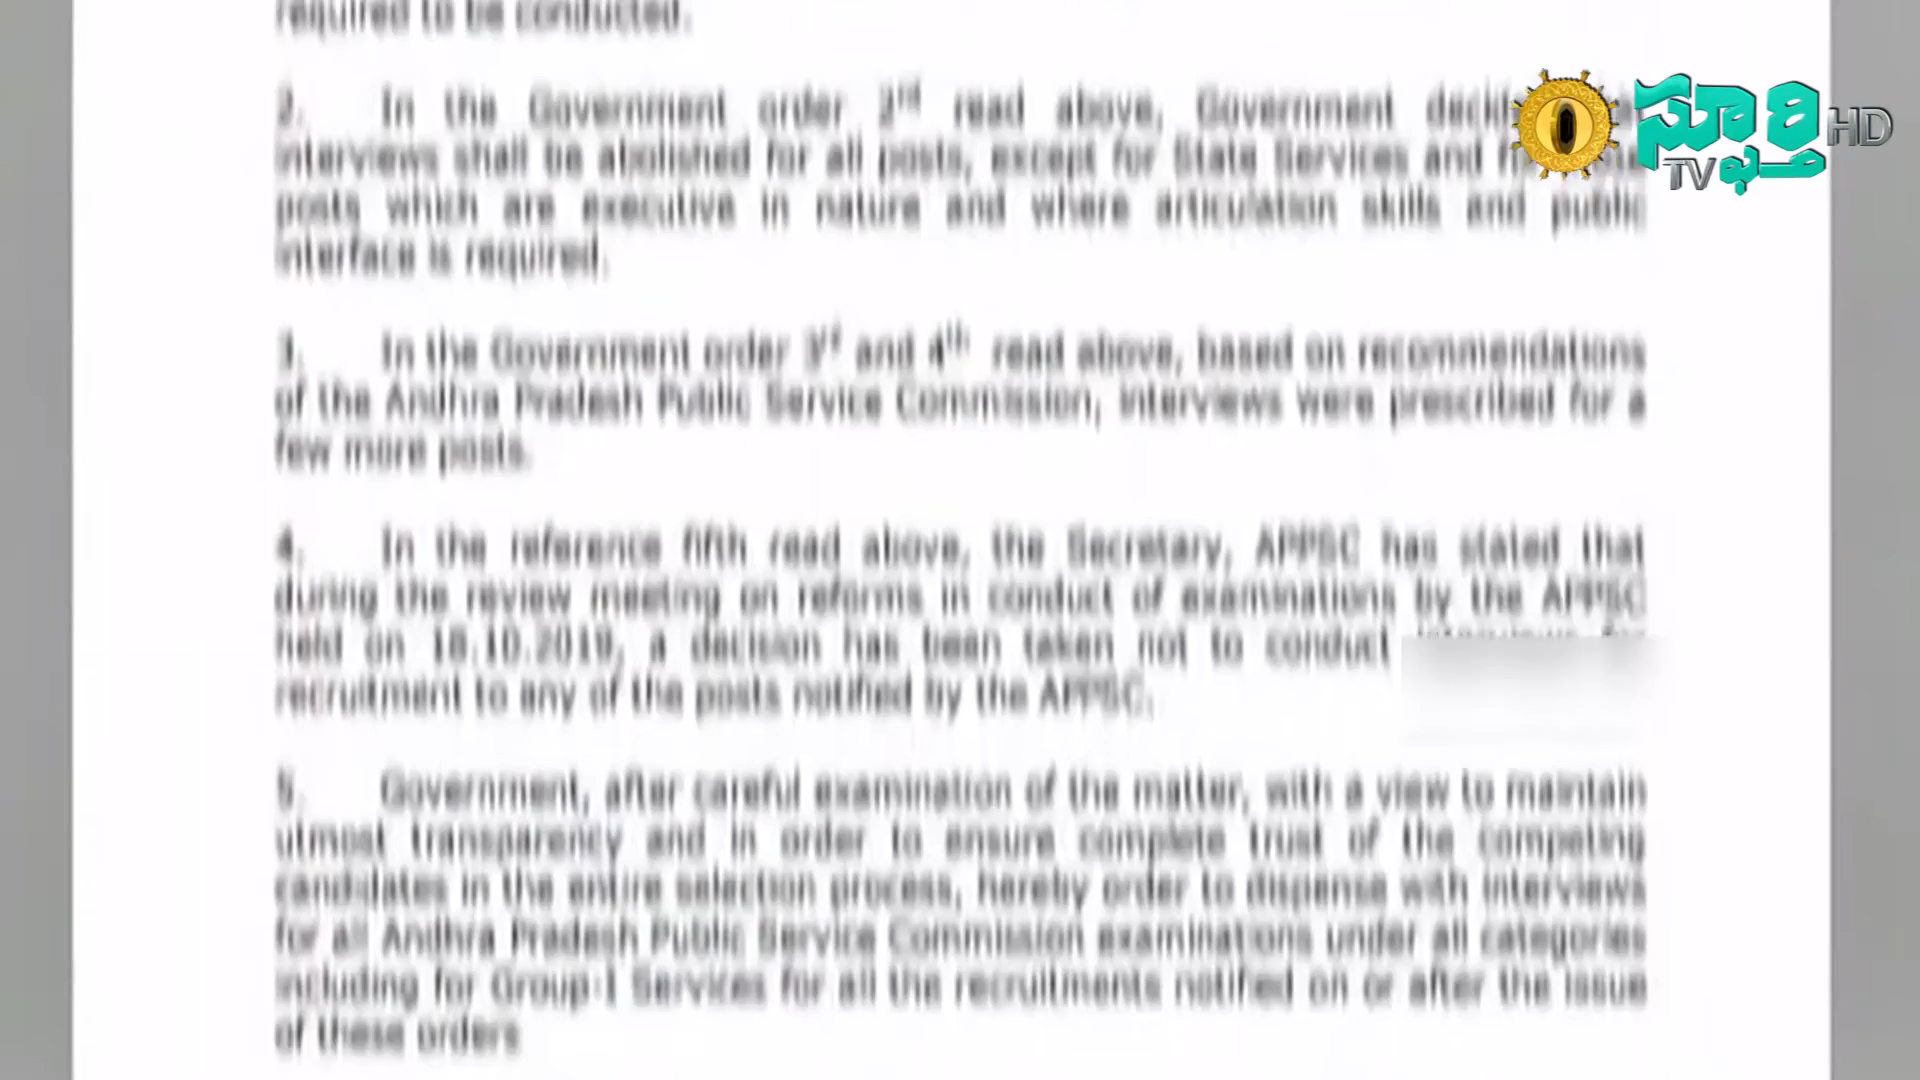 required to be conducted.
2. In the Government order 2nd read above, Government
interviews shall be abolished for all posts, except for State Services and
posts which are executive in nature and where articulation skills and public
interface is required.
3. In the Government order 3rd and 4th read above, based on recommendations
of the Andhra Pradesh Public Service Commission, interviews were prescribed for a
few more posts.
4. In the reference fifth read above, the Secretary, APPSC has stated that
during the review meeting on reforms in conduct of examinations by the APPSC
held on 18.10.2019, a decision has been taken not to conduct
recruitment to any of the posts notified by the APPSC.
5. Government, after careful examination of the matter, with a view to maintain
utmost transparency and in order to ensure complete trust of the competing
candidates in the entire selection process, hereby order to dispense with interviews
for all Andhra Pradesh Public Service Commission examinations under all categories
including for Group-I Services for all the recruitments notified on or after the issue
of these orders
స్ఫూర్తి HD
TV